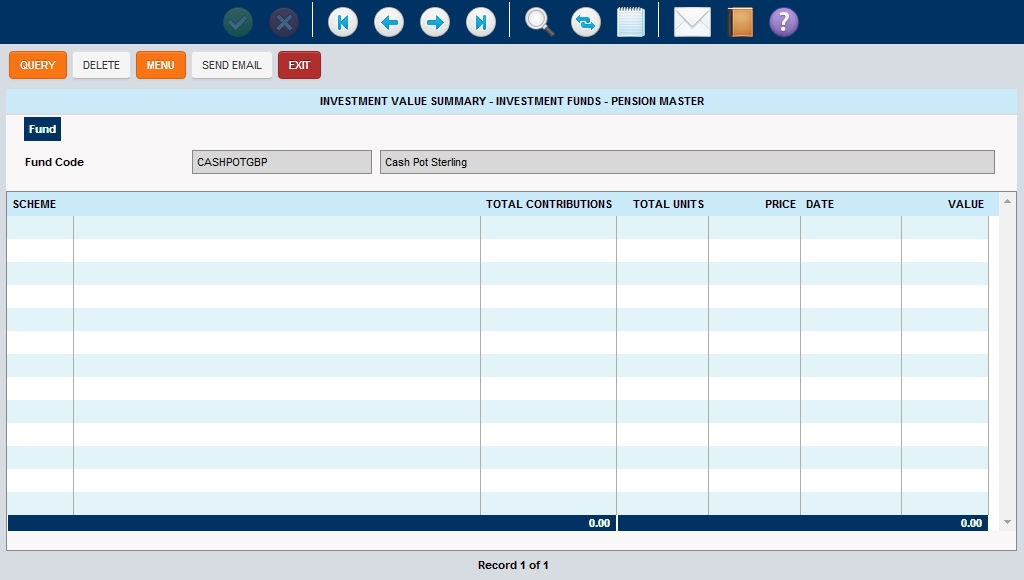 ?
QUERY DELETE MENU SEND EMAIL EXIT
INVESTMENT VALUE SUMMARY - INVESTMENT FUNDS - PENSION MASTER
Fund
Fund Code CASHPOTGBP Cash Pot Sterling
SCHEME TOTAL CONTRIBUTIONS TOTAL UNITS PRICE DATE VALUE
0.00 0.00
Record 1 of 1